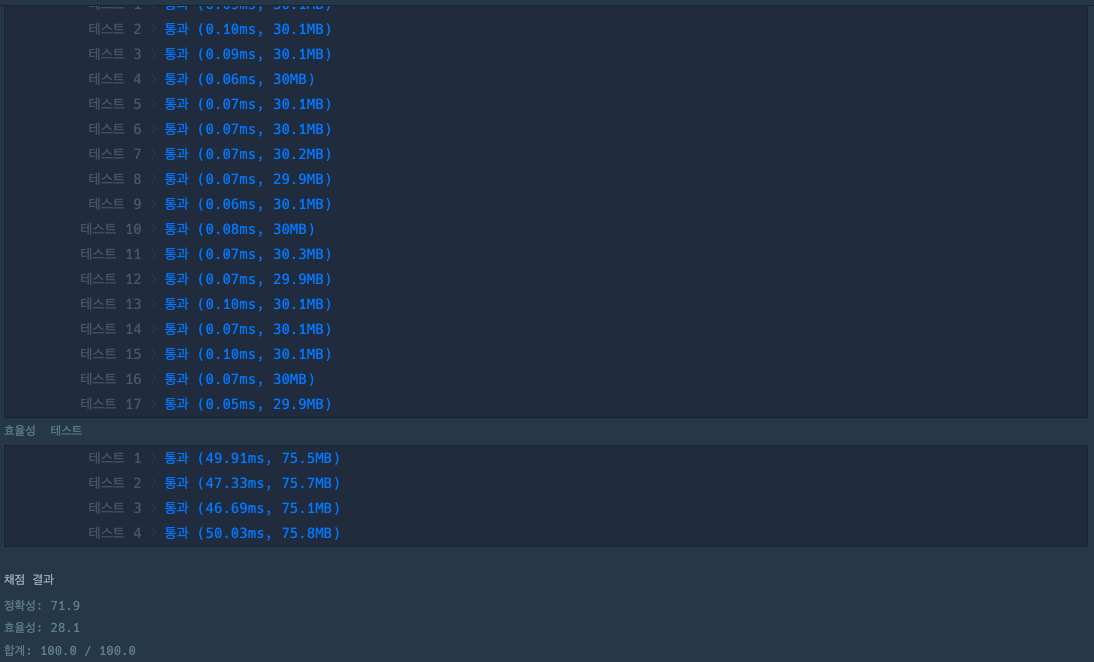 테스트 1 〉 통과 (0.09ms, 30.1MB)
테스트 2 〉 통과 (0.10ms, 30.1MB)
테스트 3 〉 통과 (0.09ms, 30.1MB)
테스트 4 〉 통과 (0.06ms, 30MB)
테스트 5 〉 통과 (0.07ms, 30.1MB)
테스트 6 〉 통과 (0.07ms, 30.1MB)
테스트 7 〉 통과 (0.07ms, 30.2MB)
테스트 8 〉 통과 (0.07ms, 29.9MB)
테스트 9 〉 통과 (0.06ms, 30.1MB)
테스트 10 〉 통과 (0.08ms, 30MB)
테스트 11 〉 통과 (0.07ms, 30.3MB)
테스트 12 〉 통과 (0.07ms, 29.9MB)
테스트 13 〉 통과 (0.10ms, 30.1MB)
테스트 14 〉 통과 (0.07ms, 30.1MB)
테스트 15 〉 통과 (0.10ms, 30.1MB)
테스트 16 〉 통과 (0.07ms, 30MB)
테스트 17 〉 통과 (0.05ms, 29.9MB)
효율성 테스트
테스트 1 〉 통과 (49.91ms, 75.5MB)
테스트 2 〉 통과 (47.33ms, 75.7MB)
테스트 3 〉 통과 (46.69ms, 75.1MB)
테스트 4 〉 통과 (50.03ms, 75.8MB)
채점 결과
정확성: 71.9
효율성: 28.1
합계: 100.0 / 100.0